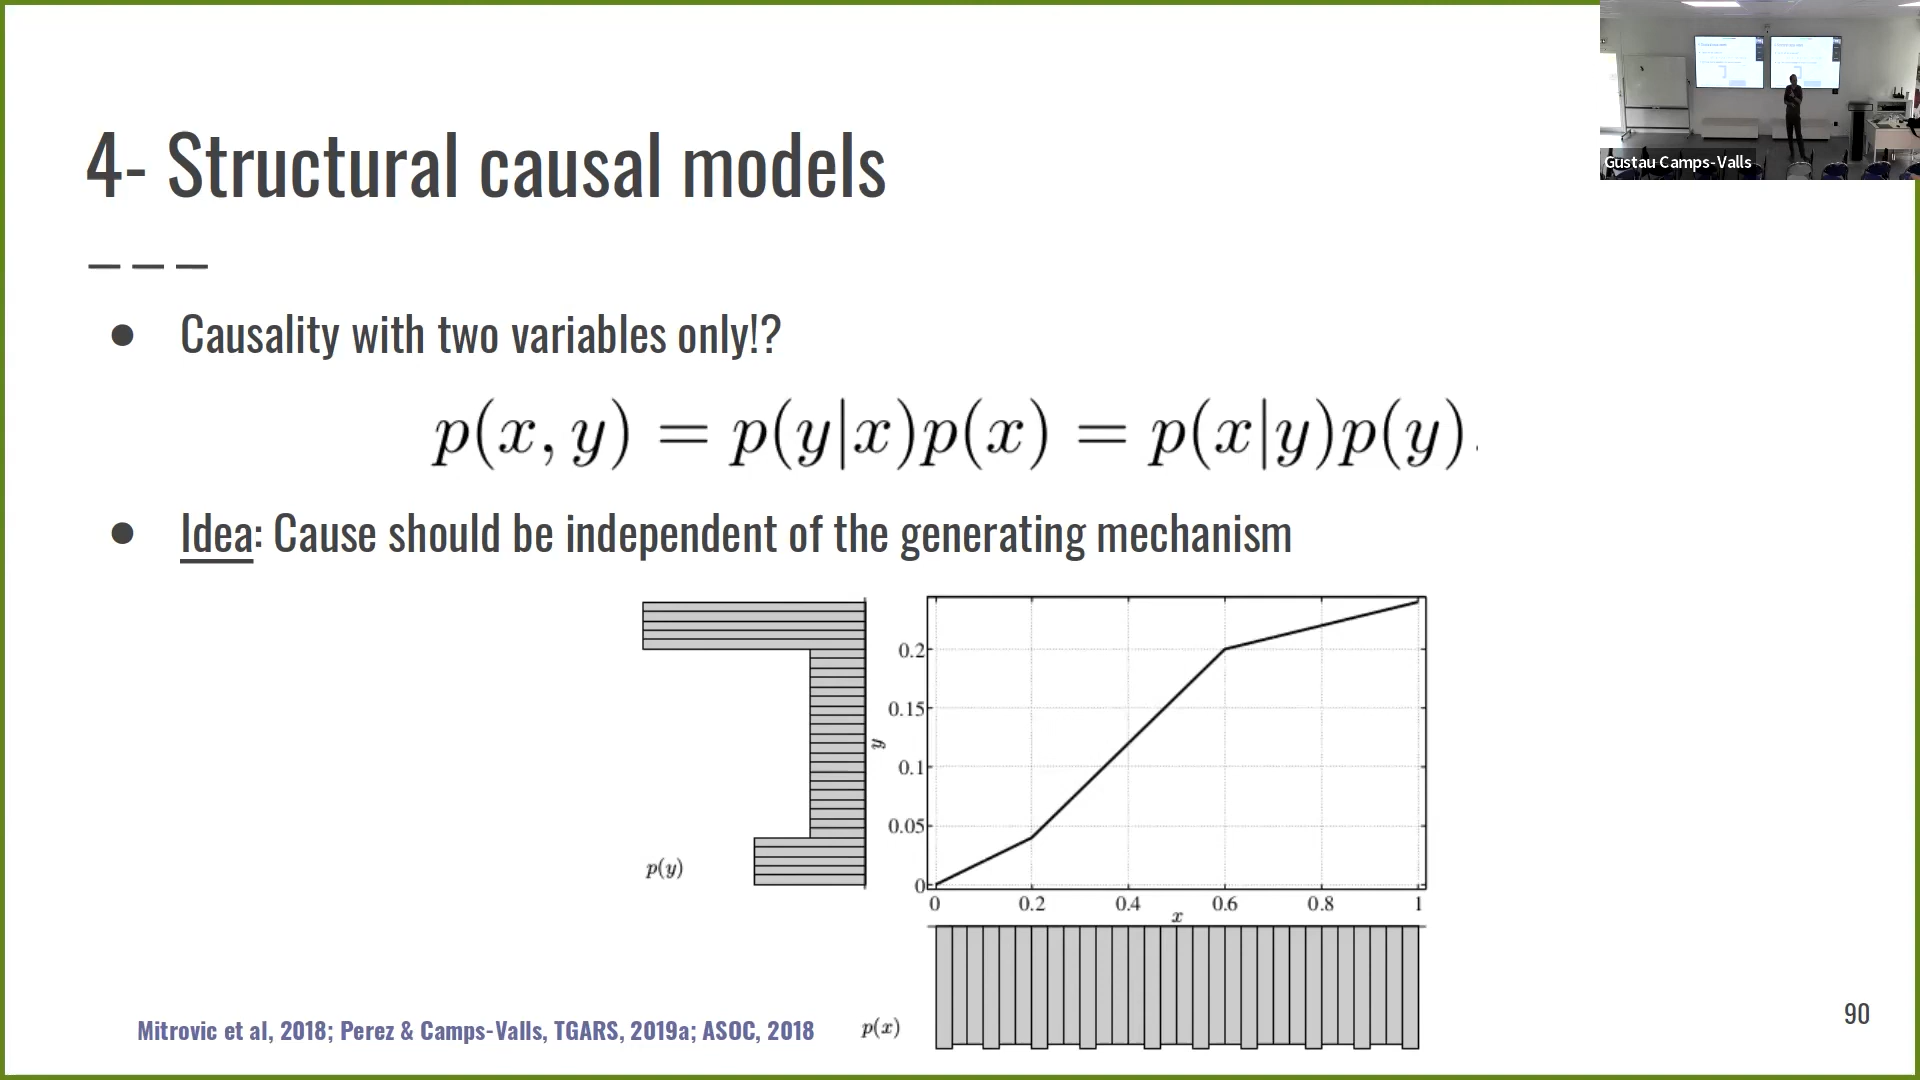 Gustau Camps-Valls
4- Structural causal models
● Causality with two variables only!?
p(x, y) = p(y|x)p(x) = p(x|y)p(y).
● Idea: Cause should be independent of the generating mechanism
0.2
0.15
y
0.1
0.05
p(y)
0
0 0.2 0.4 0.6 0.8 1
x
p(x)
Mitrovic et al, 2018; Perez & Camps-Valls, TGARS, 2019a; ASOC, 2018
90